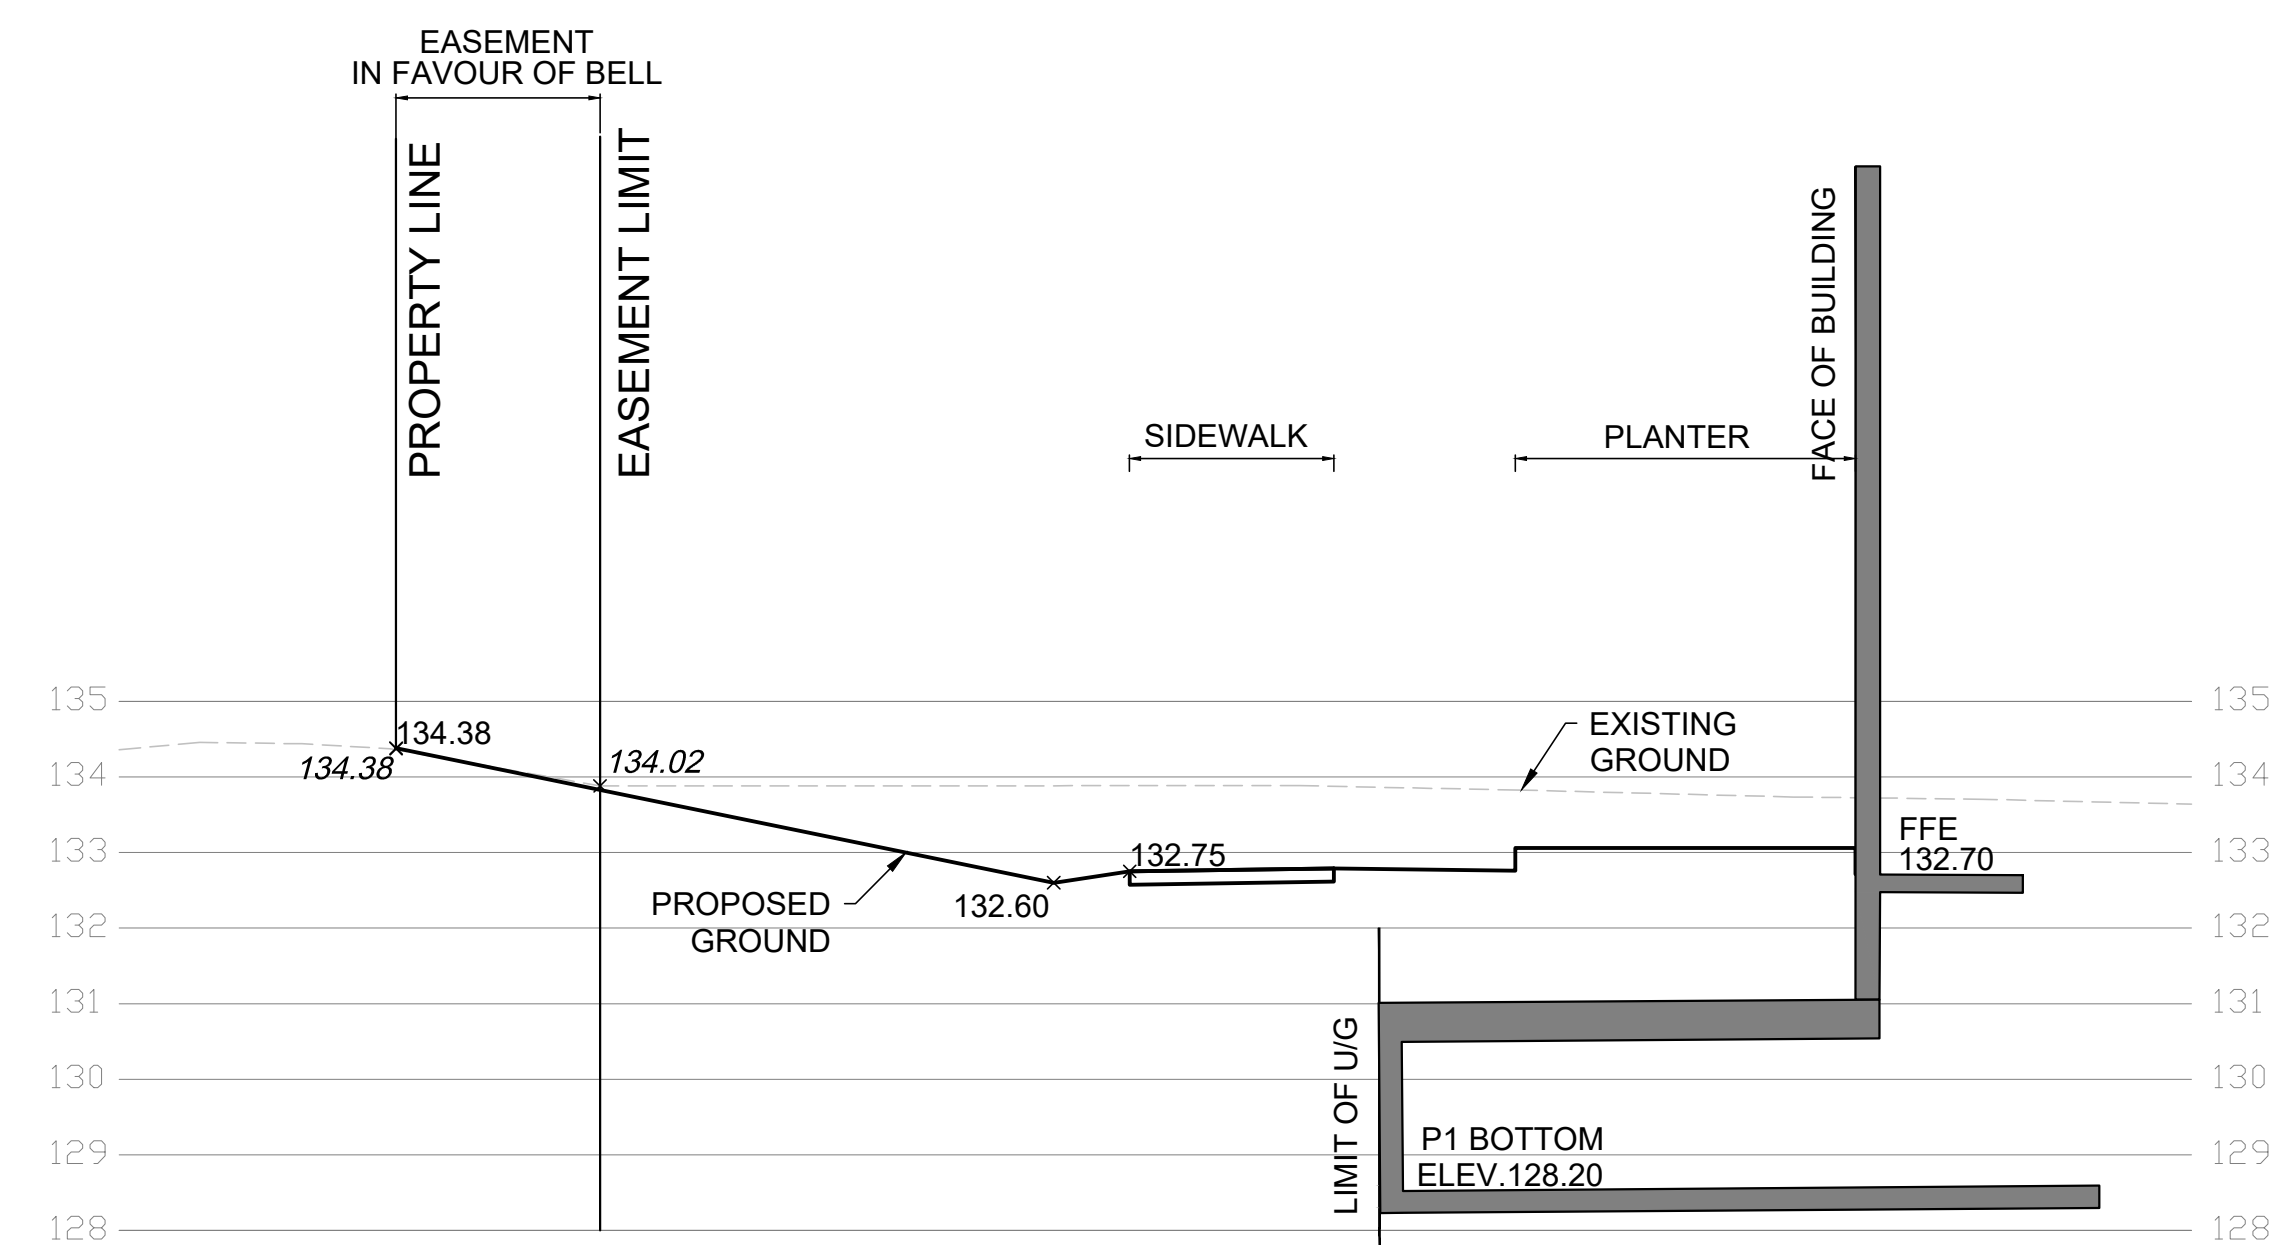 EASEMENT
IN FAVOUR OF BELL
PROPERTY LINE
EASEMENT LIMIT
SIDEWALK
PLANTER
FACE OF BUILDING
135
135
134.38
134.38
134.02
EXISTING
GROUND
134
134
133
132.75
FFE
132.70
133
PROPOSED
GROUND
132.60
132
132
131
131
LIMIT OF U/G
130
130
P1 BOTTOM
ELEV.128.20
129
129
128
128